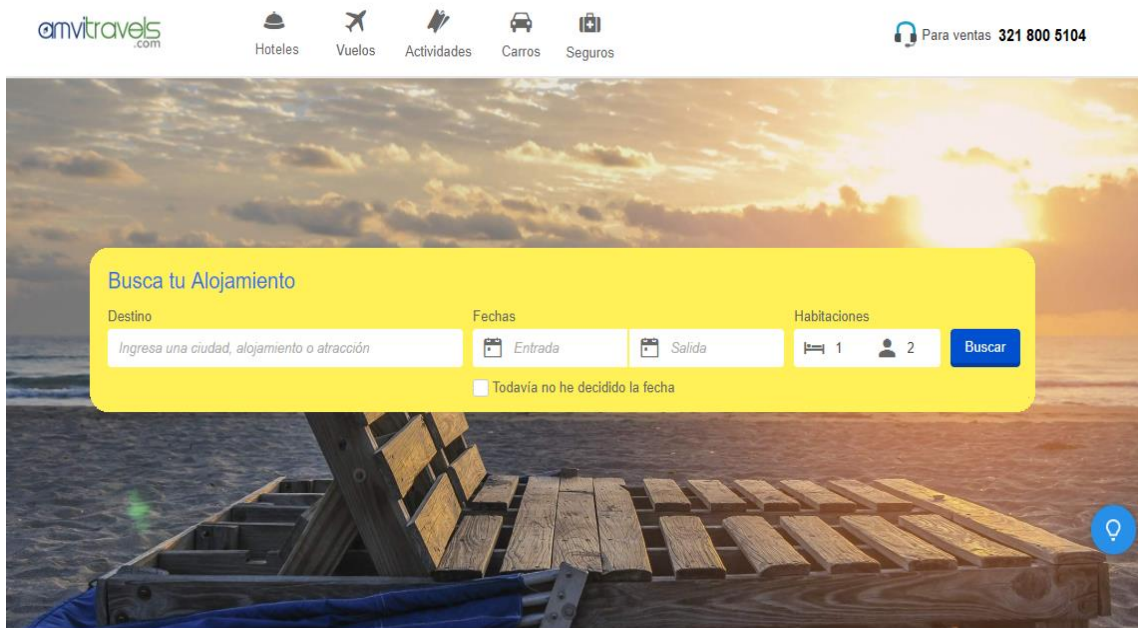 amvitravels
.com
Hoteles
Vuelos
Actividades
Carros
Seguros
Para ventas 321 800 5104
Busca tu Alojamiento
Destino
Fechas
Habitaciones
Ingresa una ciudad, alojamiento o atracción
Entrada
Salida
1
2
Buscar
Todavía no he decidido la fecha